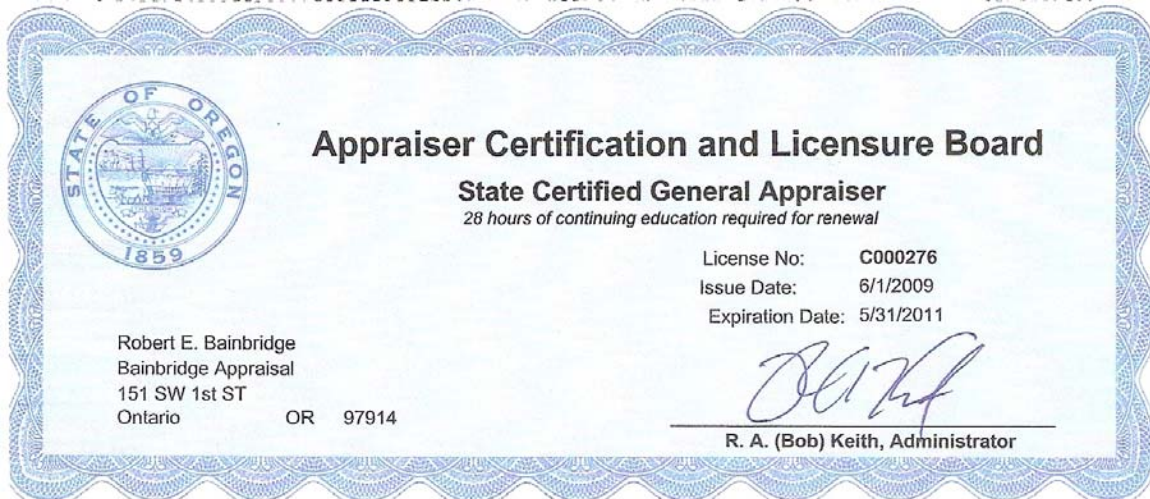 STATE OF OREGON
1859
Appraiser Certification and Licensure Board
State Certified General Appraiser
28 hours of continuing education required for renewal
License No: C000276
Issue Date: 6/1/2009
Expiration Date: 5/31/2011
Robert E. Bainbridge
Bainbridge Appraisal
151 SW 1st ST
Ontario OR 97914
R. A. (Bob) Keith, Administrator